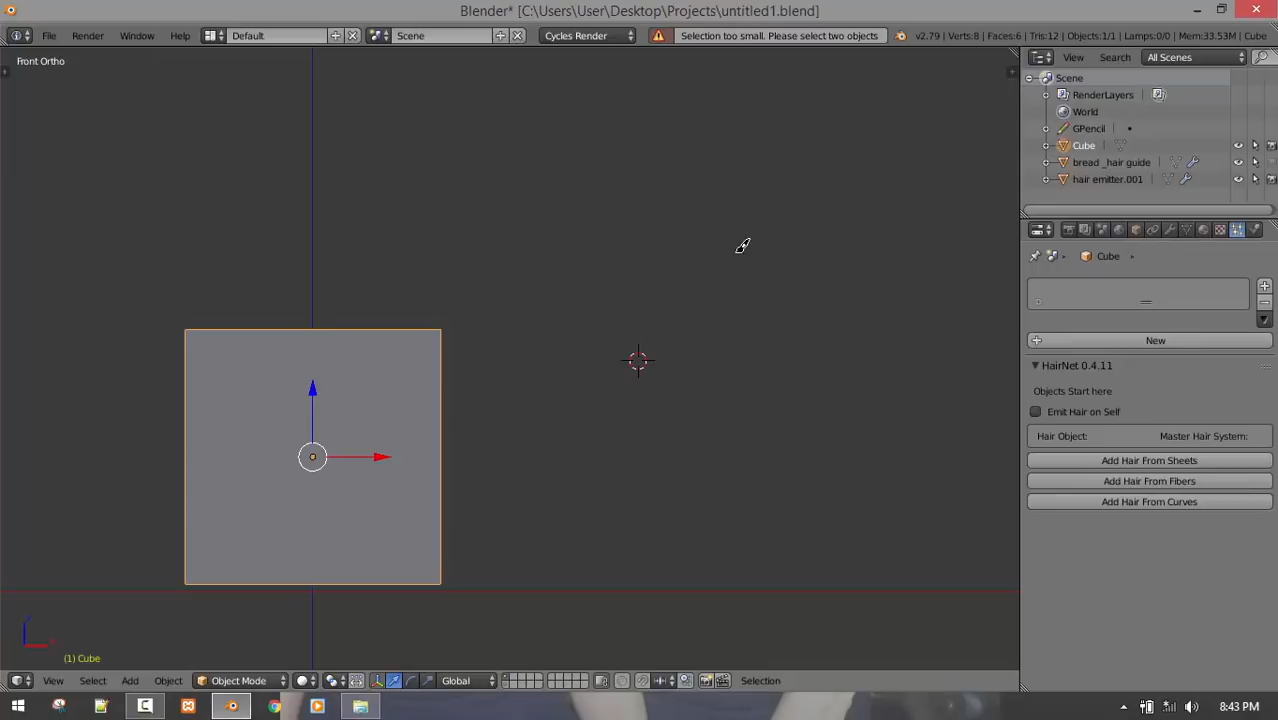 Blender* [C:\Users\User\Desktop\Projects\untitled1.blend]
File Render Window Help Default Scene Cycles Render Selection too small. Please select two objects v2.79 | Verts:8 | Faces:6 | Tris:12 | Objects:1/1 | Lamps:0/0 | Mem:33.53M | Cube
Front Ortho
View Search All Scenes
Scene
RenderLayers
World
GPencil
Cube
bread _hair guide
hair emitter.001
Cube
New
HairNet 0.4.11
Objects Start here
Emit Hair on Self
Hair Object: Master Hair System:
Add Hair From Sheets
Add Hair From Fibers
Add Hair From Curves
(1) Cube
View Select Add Object Object Mode Global Selection
8:43 PM